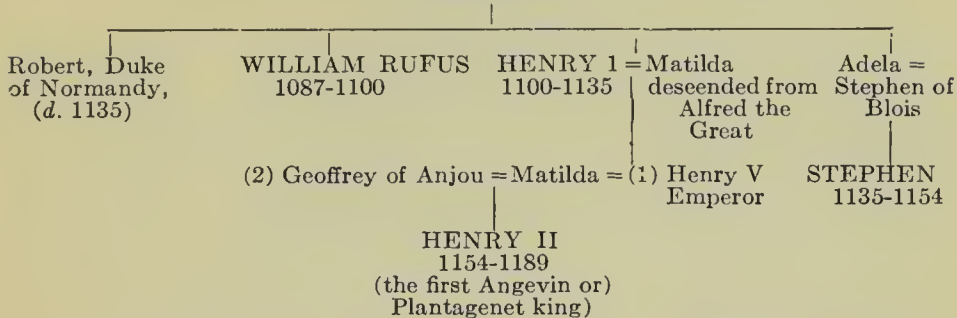 Robert, Duke of Normandy, (d. 1135)
WILLIAM RUFUS 1087-1100
HENRY 1 1100-1135
= Matilda deseended from Alfred the Great
Adela = Stephen of Blois
(2) Geoffrey of Anjou = Matilda = (1) Henry V Emperor
STEPHEN 1135-1154
HENRY II
1154-1189
(the first Angevin or)
Plantagenet king)